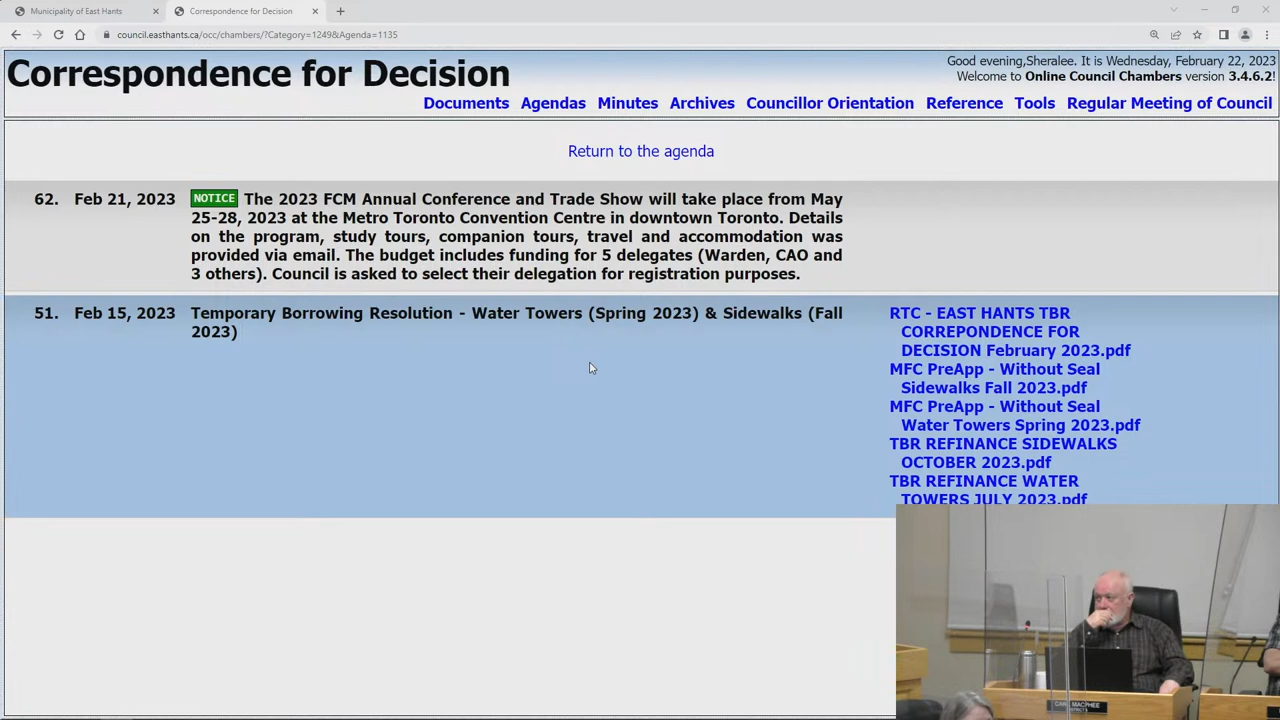 Municipality of East Hants
Correspondence for Decision
council.easthants.ca/occ/chambers/?Category=1249&Agenda=1135
Correspondence for Decision
Good evening,Sheralee. It is Wednesday, February 22, 2023
Welcome to Online Council Chambers version 3.4.6.2!
Documents Agendas Minutes Archives Councillor Orientation Reference Tools Regular Meeting of Council
Return to the agenda
62. Feb 21, 2023 NOTICE The 2023 FCM Annual Conference and Trade Show will take place from May
25-28, 2023 at the Metro Toronto Convention Centre in downtown Toronto. Details
on the program, study tours, companion tours, travel and accommodation was
provided via email. The budget includes funding for 5 delegates (Warden, CAO and
3 others). Council is asked to select their delegation for registration purposes.
51. Feb 15, 2023 Temporary Borrowing Resolution - Water Towers (Spring 2023) & Sidewalks (Fall
2023)
RTC - EAST HANTS TBR
CORREPONDENCE FOR
DECISION February 2023.pdf
MFC PreApp - Without Seal
Sidewalks Fall 2023.pdf
MFC PreApp - Without Seal
Water Towers Spring 2023.pdf
TBR REFINANCE SIDEWALKS
OCTOBER 2023.pdf
TBR REFINANCE WATER
TOWERS JULY 2023.pdf
MACPHEE